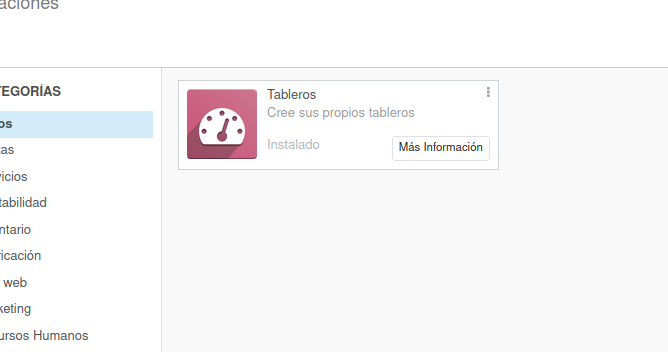 aciones
TEGORÍAS
os
tas
vicios
tabilidad
entario
ricación
web
keting
ursos Humanos
Tableros
Cree sus propios tableros
Instalado
Más Información